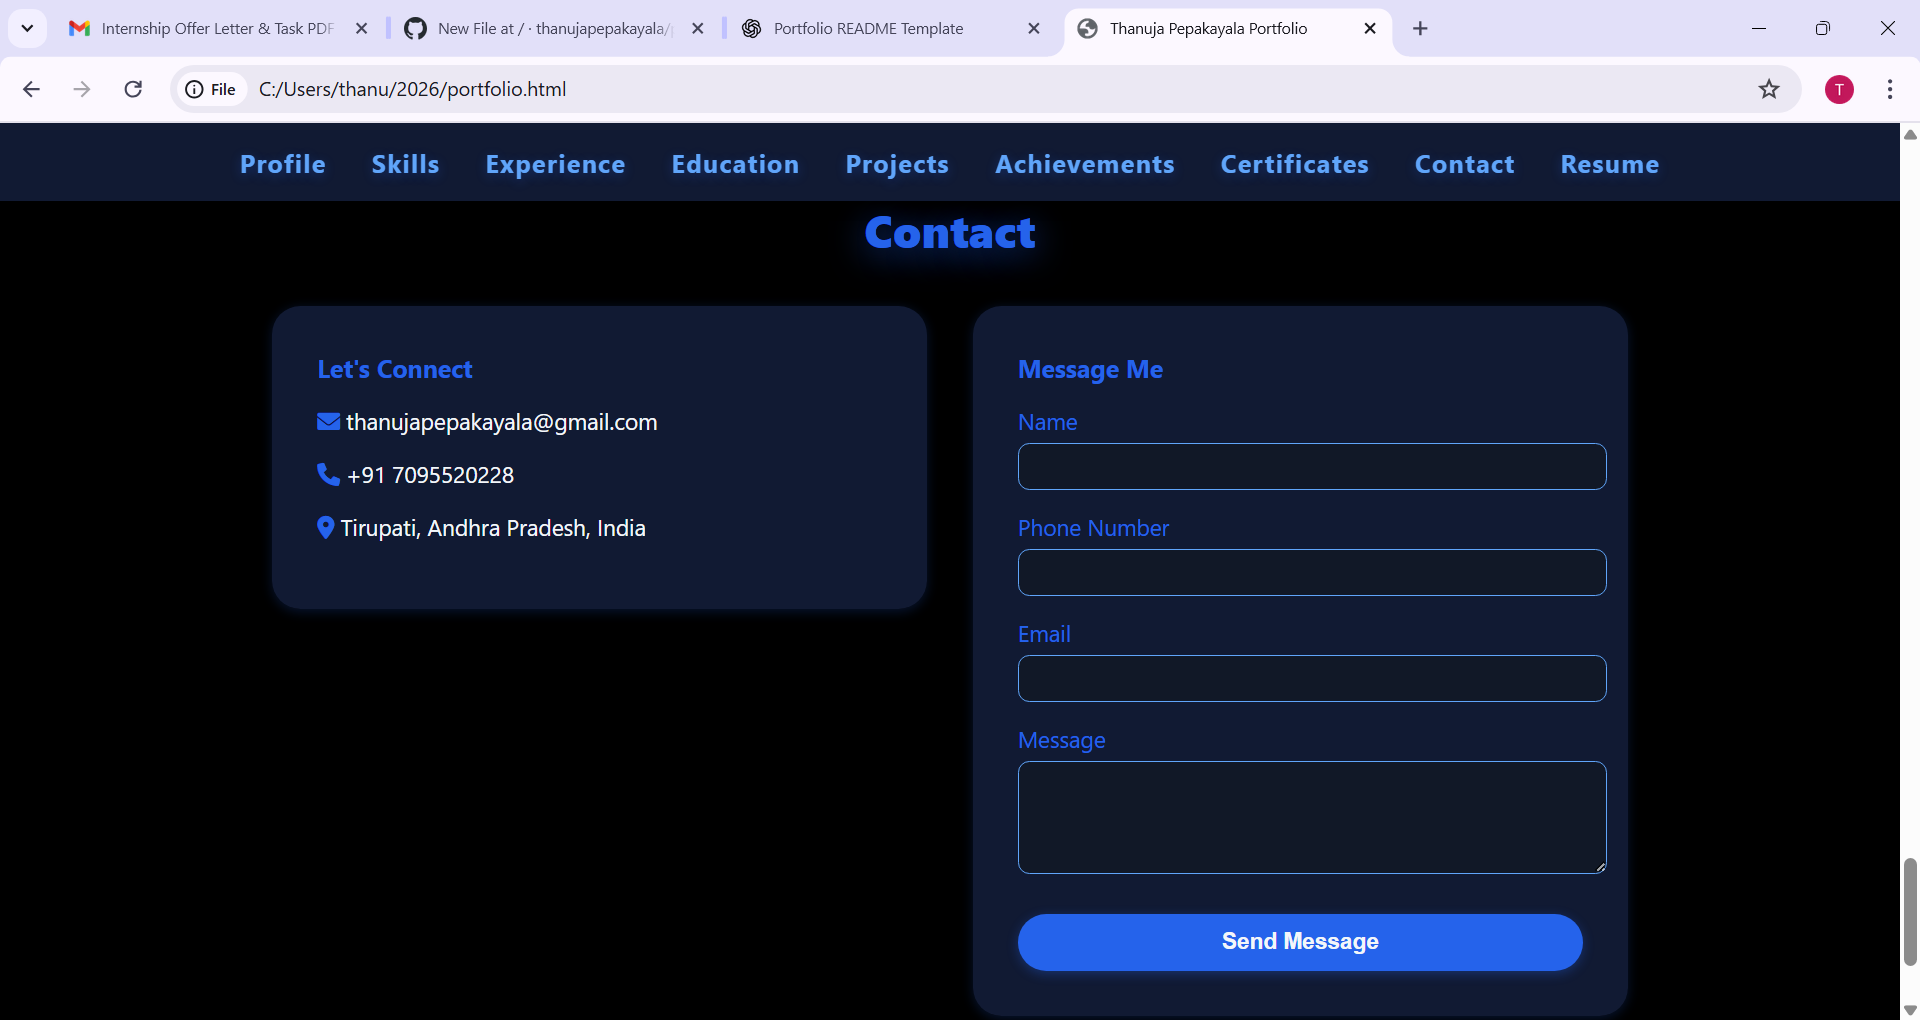 Internship Offer Letter & Task PDF
New File at / · thanujapepakayala/
Portfolio README Template
Thanuja Pepakayala Portfolio
File
C:/Users/thanu/2026/portfolio.html
T
Profile
Skills
Experience
Education
Projects
Achievements
Certificates
Contact
Resume
Contact
Let's Connect
thanujapepakayala@gmail.com
+91 7095520228
Tirupati, Andhra Pradesh, India
Message Me
Name
Phone Number
Email
Message
Send Message